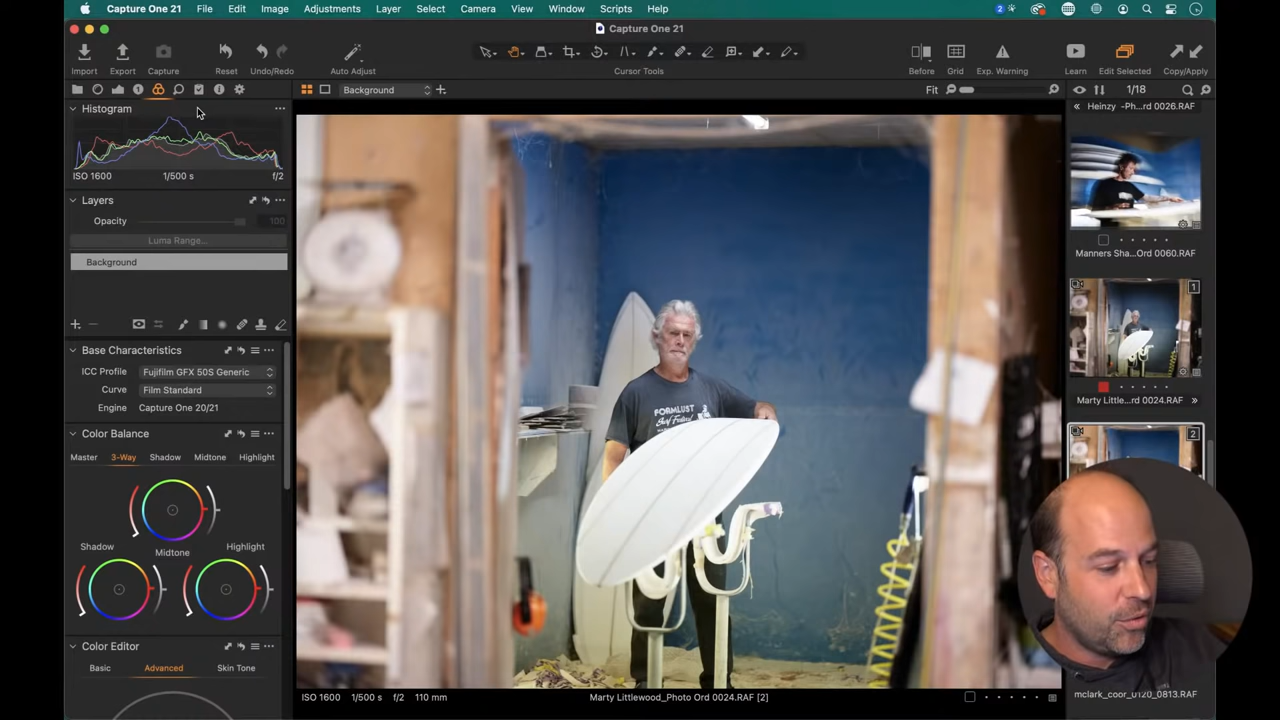 Capture One 21 File Edit Image Adjustments Layer Select Camera View Window Scripts Help 2
Capture One 21
Import Export Capture Reset Undo/Redo Auto Adjust Cursor Tools Before Grid Exp. Warning Learn Edit Selected Copy/Apply
Background Fit 1/18
Histogram
ISO 1600 1/500 s f/2
Layers
Opacity 100
Luma Range...
Background
Base Characteristics
ICC Profile Fujifilm GFX 50S Generic
Curve Film Standard
Engine Capture One 20/21
Color Balance
Master 3-Way Shadow Midtone Highlight
Shadow Midtone Highlight
Color Editor
Basic Advanced Skin Tone
FORMLUST
Surf Festival
ISO 1600 1/500 s f/2 110 mm Marty Littlewood_Photo Ord 0024.RAF [2]
Heinzy -Ph...rd 0026.RAF
Manners Sha...Ord 0060.RAF
1
Marty Little...rd 0024.RAF
2
mclark_coor_0120_0813.RAF